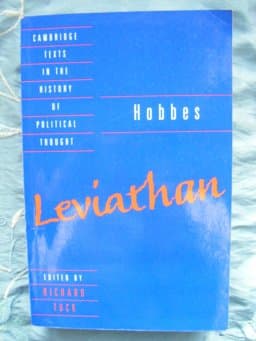 CAMBRIDGE
TEXTS
IN THE
HISTORY
OF
POLITICAL
THOUGHT
Hobbes
Leviathan
EDITED BY
RICHARD
TUCK